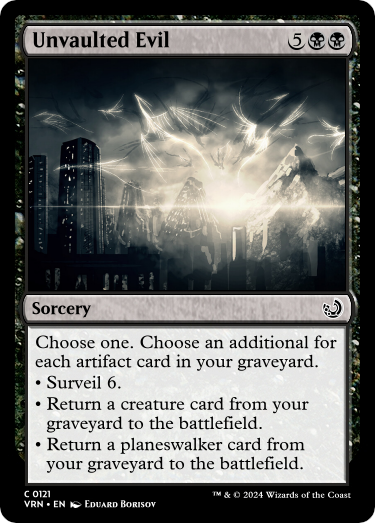 Unvaulted Evil 5
Sorcery
Choose one. Choose an additional for
each artifact card in your graveyard.
• Surveil 6.
• Return a creature card from your
graveyard to the battlefield.
• Return a planeswalker card from
your graveyard to the battlefield.
C 0121
VRN • EN Eduard Borisov
™ & © 2024 Wizards of the Coast